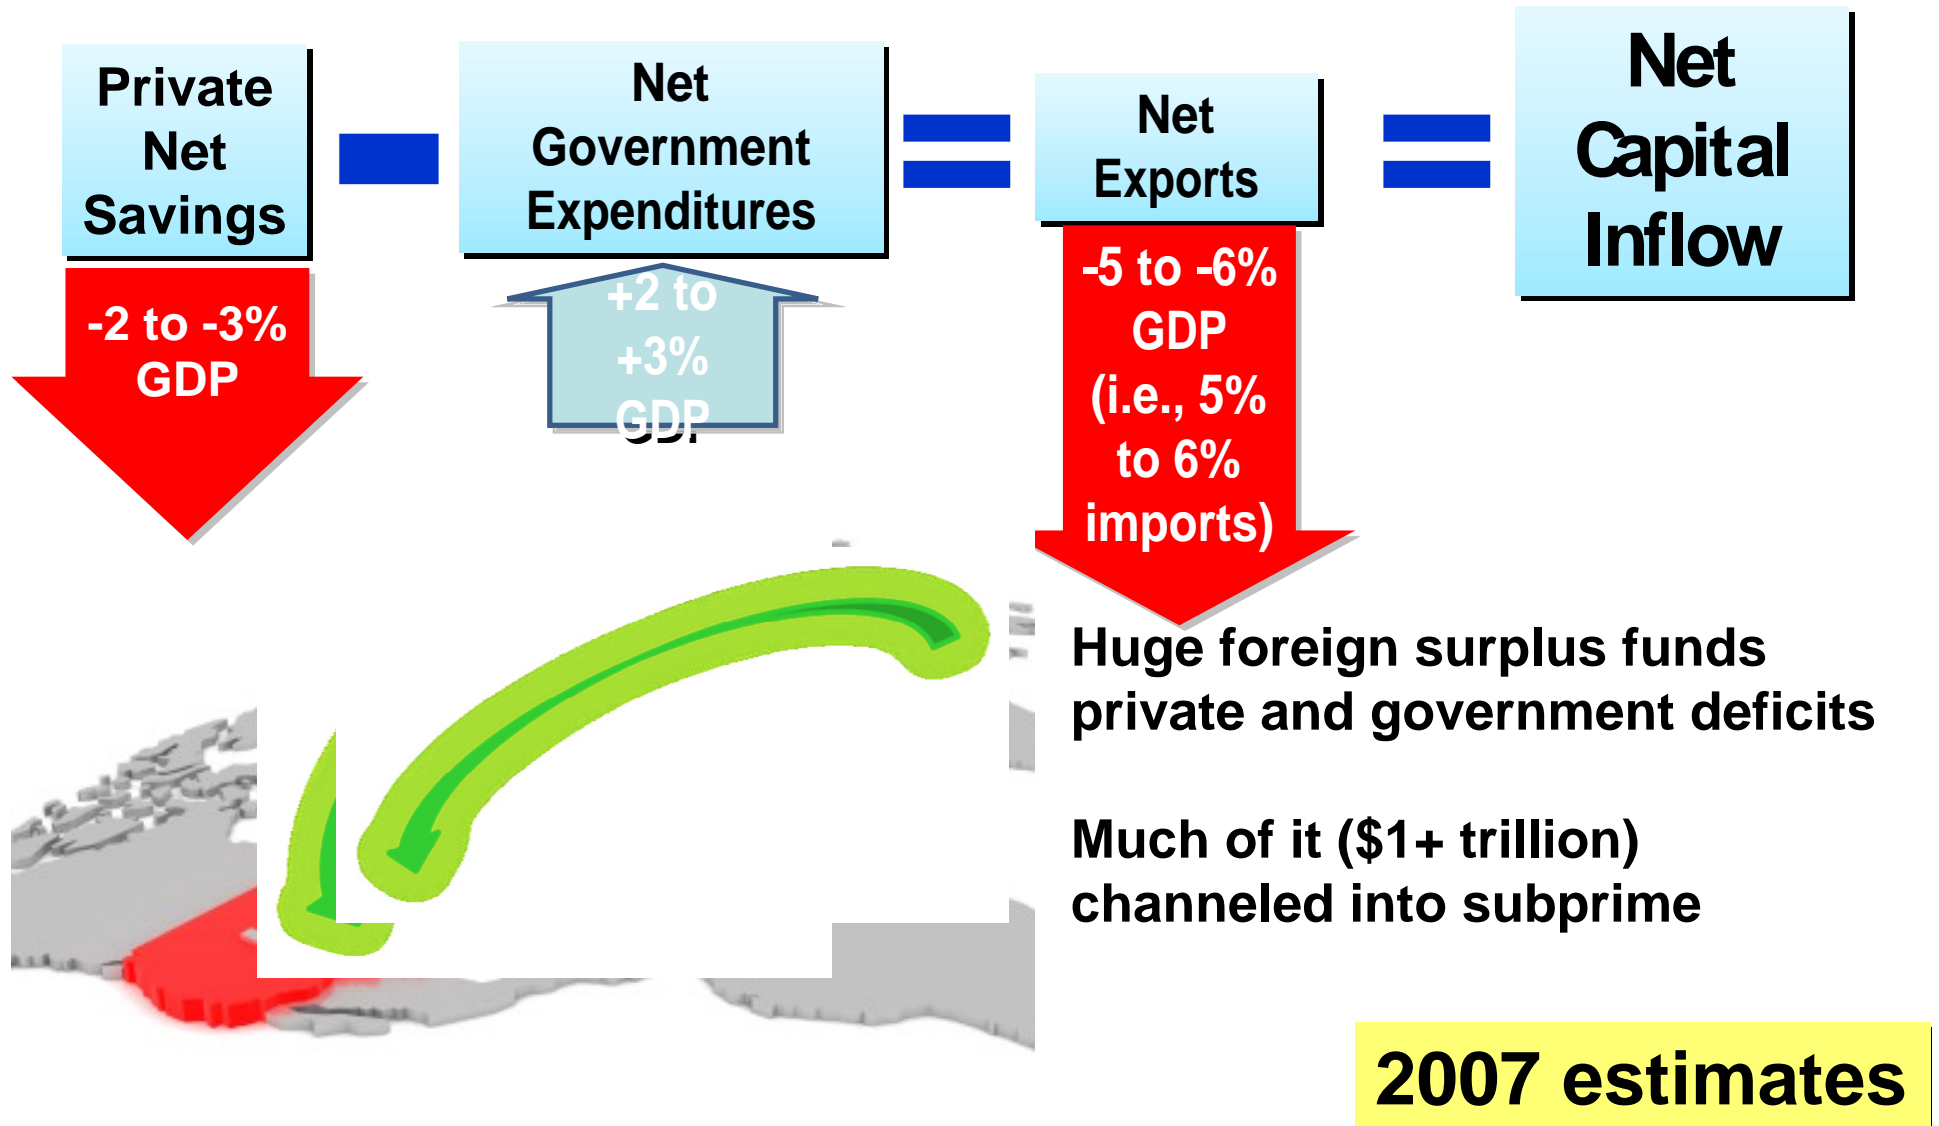 Private
Net
Savings
Net
Government
Expenditures
Net
Exports
Net
Capital
Inflow
-2 to -3%
GDP
+2 to
+3%
GDP
-5 to -6%
GDP
(i.e., 5%
to 6%
imports)
Huge foreign surplus funds
private and government deficits
Much of it ($1+ trillion)
channeled into subprime
2007 estimates